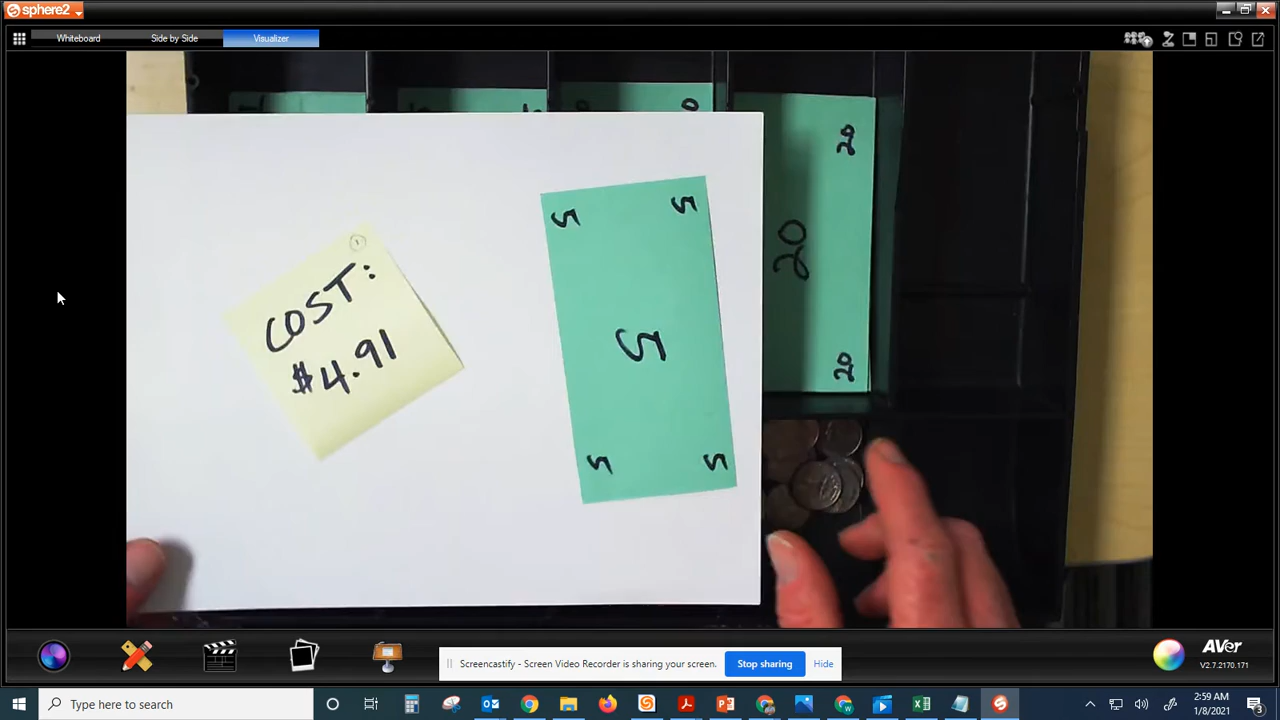 sphere2
Whiteboard
Side by Side
Visualizer
20
20
20
5
5
5
5
5
1
COST:
$4.91
Screencastify - Screen Video Recorder is sharing your screen.
Stop sharing
Hide
AVer
V2.7.2170.171
Type here to search
2:59 AM
1/8/2021
3